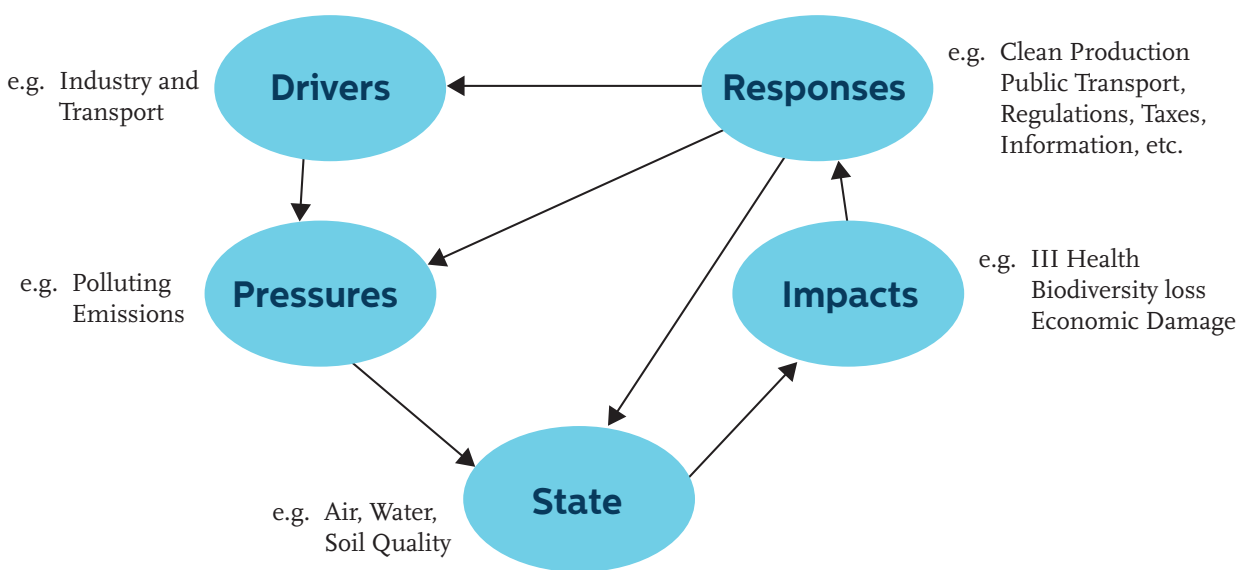 e.g. Industry and
Transport
Drivers
Responses
e.g. Clean Production
Public Transport,
Regulations, Taxes,
Information, etc.
e.g. Polluting
Emissions
Pressures
Impacts
e.g. III Health
Biodiversity loss
Economic Damage
e.g. Air, Water,
Soil Quality
State